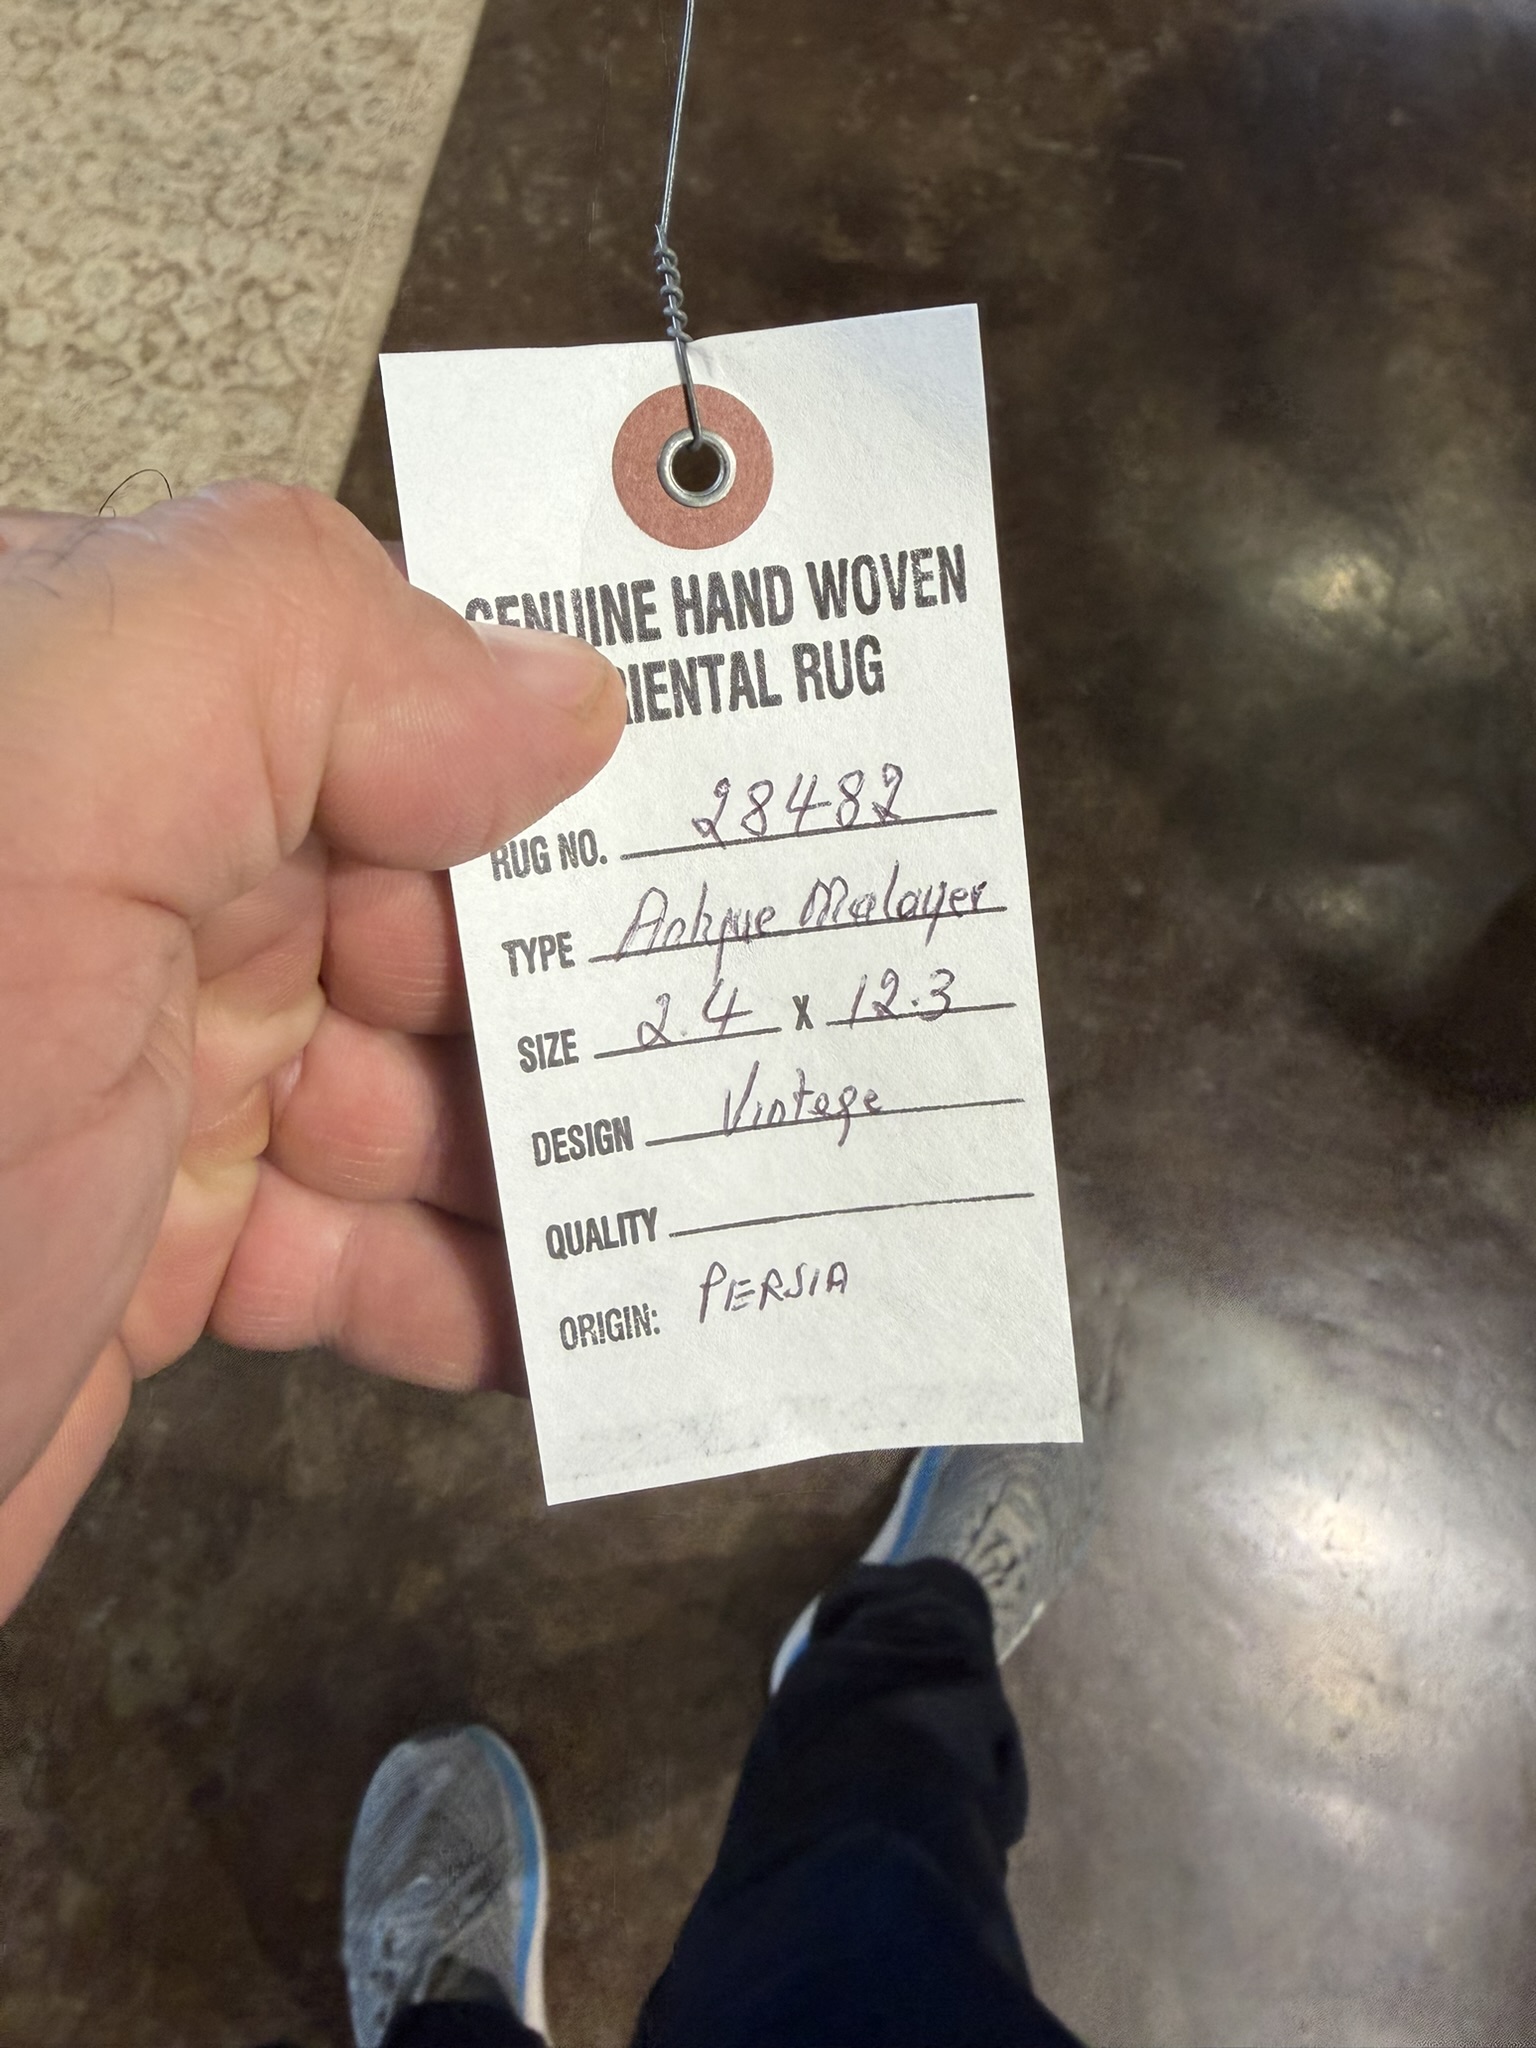 GENUINE HAND WOVEN
ORIENTAL RUG
RUG NO. 28482
TYPE Antique Malayer
SIZE 2.4 X 12.3
DESIGN Vintage
QUALITY
ORIGIN: PERSIA